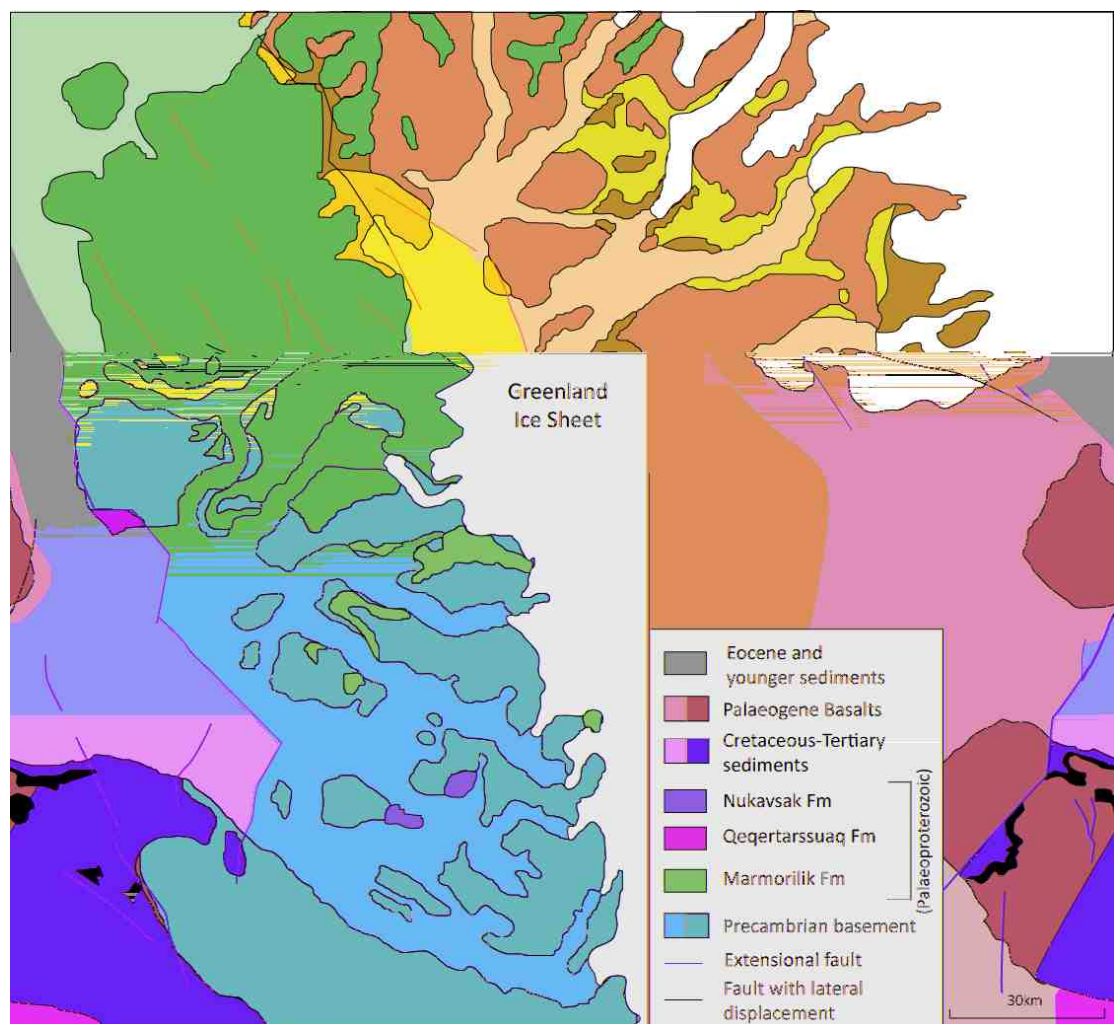 Greenland
Ice Sheet
Eocene and
younger sediments
Palaeogene Basalts
Cretaceous-Tertiary
sediments
Nukavsak Fm
Qeqertarssuaq Fm
Marmorilik Fm
(Palaeoproterozoic)
Precambrian basement
Extensional fault
Fault with lateral
displacement
30km